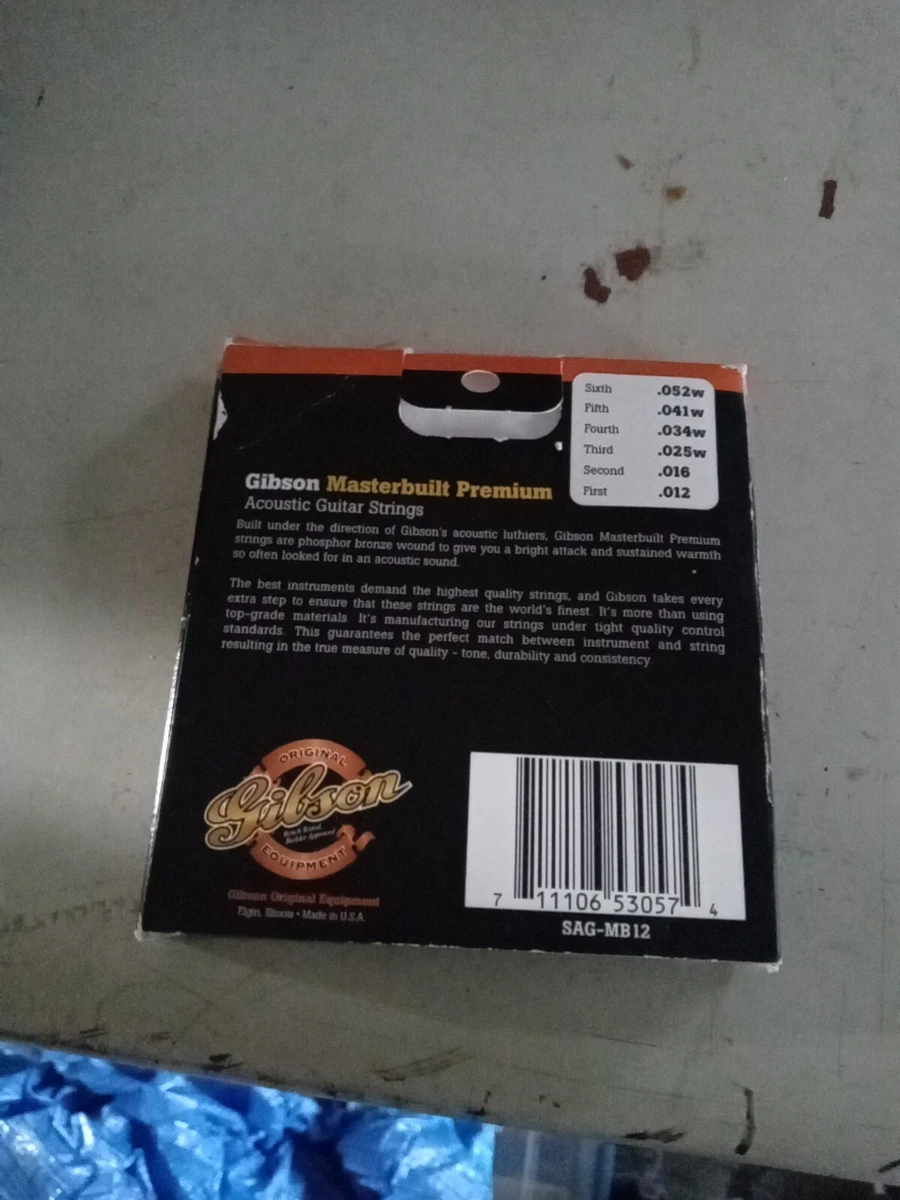 Sixth .052w
Fifth .041w
Fourth .034w
Third .025w
Second .016
First .012
Gibson Masterbuilt Premium
Acoustic Guitar Strings
Built under the direction of Gibson's acoustic luthiers, Gibson Masterbuilt Premium
strings are phosphor bronze wound to give you a bright attack and sustained warmth
so often looked for in an acoustic sound.
The best instruments demand the highest quality strings, and Gibson takes every
extra step to ensure that these strings are the world's finest. It's more than using
top-grade materials It's manufacturing our strings under tight quality control
standards. This guarantees the perfect match between instrument and string
resulting in the true measure of quality - tone, durability and consistency.
ORIGINAL
Gibson
Bench Tested
Builder Approved
EQUIPMENT
Gibson Original Equipment
Elgin, Illinois • Made in U.S.A.
7 11106 53057 4
SAG-MB12